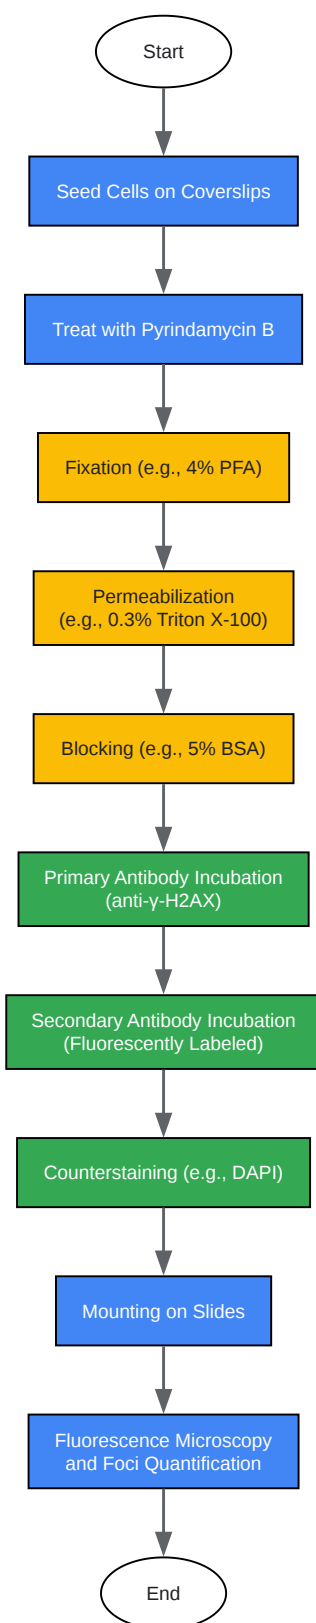 Start
Seed Cells on Coverslips
Treat with Pyrindamycin B
Fixation (e.g., 4% PFA)
Permeabilization
(e.g., 0.3% Triton X-100)
Blocking (e.g., 5% BSA)
Primary Antibody Incubation
(anti-γ-H2AX)
Secondary Antibody Incubation
(Fluorescently Labeled)
Counterstaining (e.g., DAPI)
Mounting on Slides
Fluorescence Microscopy
and Foci Quantification
End